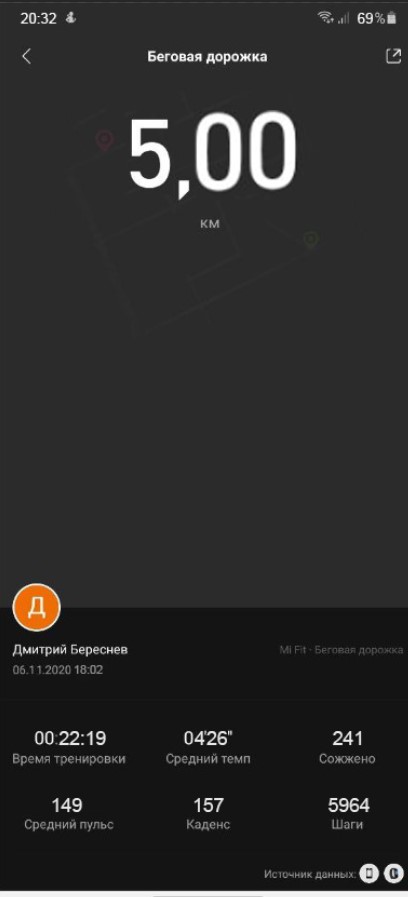 20:32 69%
Беговая дорожка
5,00
км
Д
Дмитрий Береснев
Mi Fit - Беговая дорожка
06.11.2020 18:02
00:22:19 04'26" 241
Время тренировки Средний темп Сожжено
149 157 5964
Средний пульс Каденс Шаги
Источник данных: